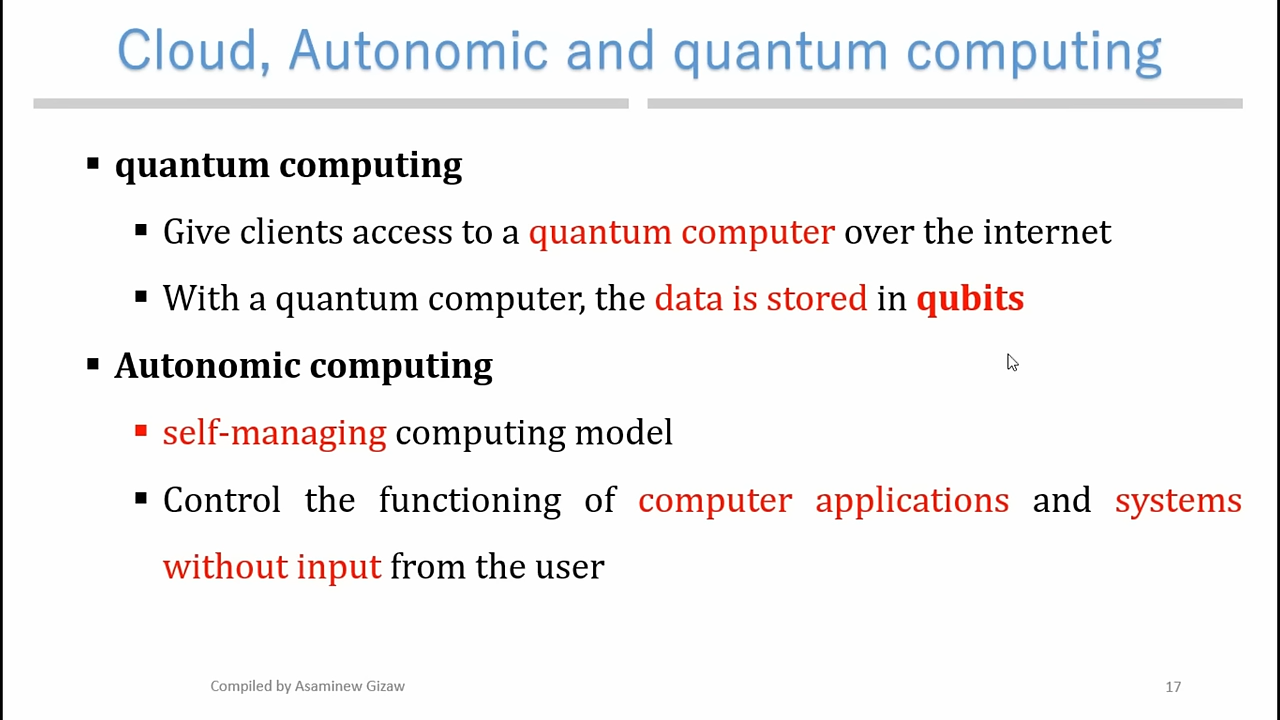 Cloud, Autonomic and quantum computing
▪ quantum computing
▪ Give clients access to a quantum computer over the internet
▪ With a quantum computer, the data is stored in qubits
▪ Autonomic computing
▪ self-managing computing model
▪ Control the functioning of computer applications and systems
without input from the user
Compiled by Asaminew Gizaw
17